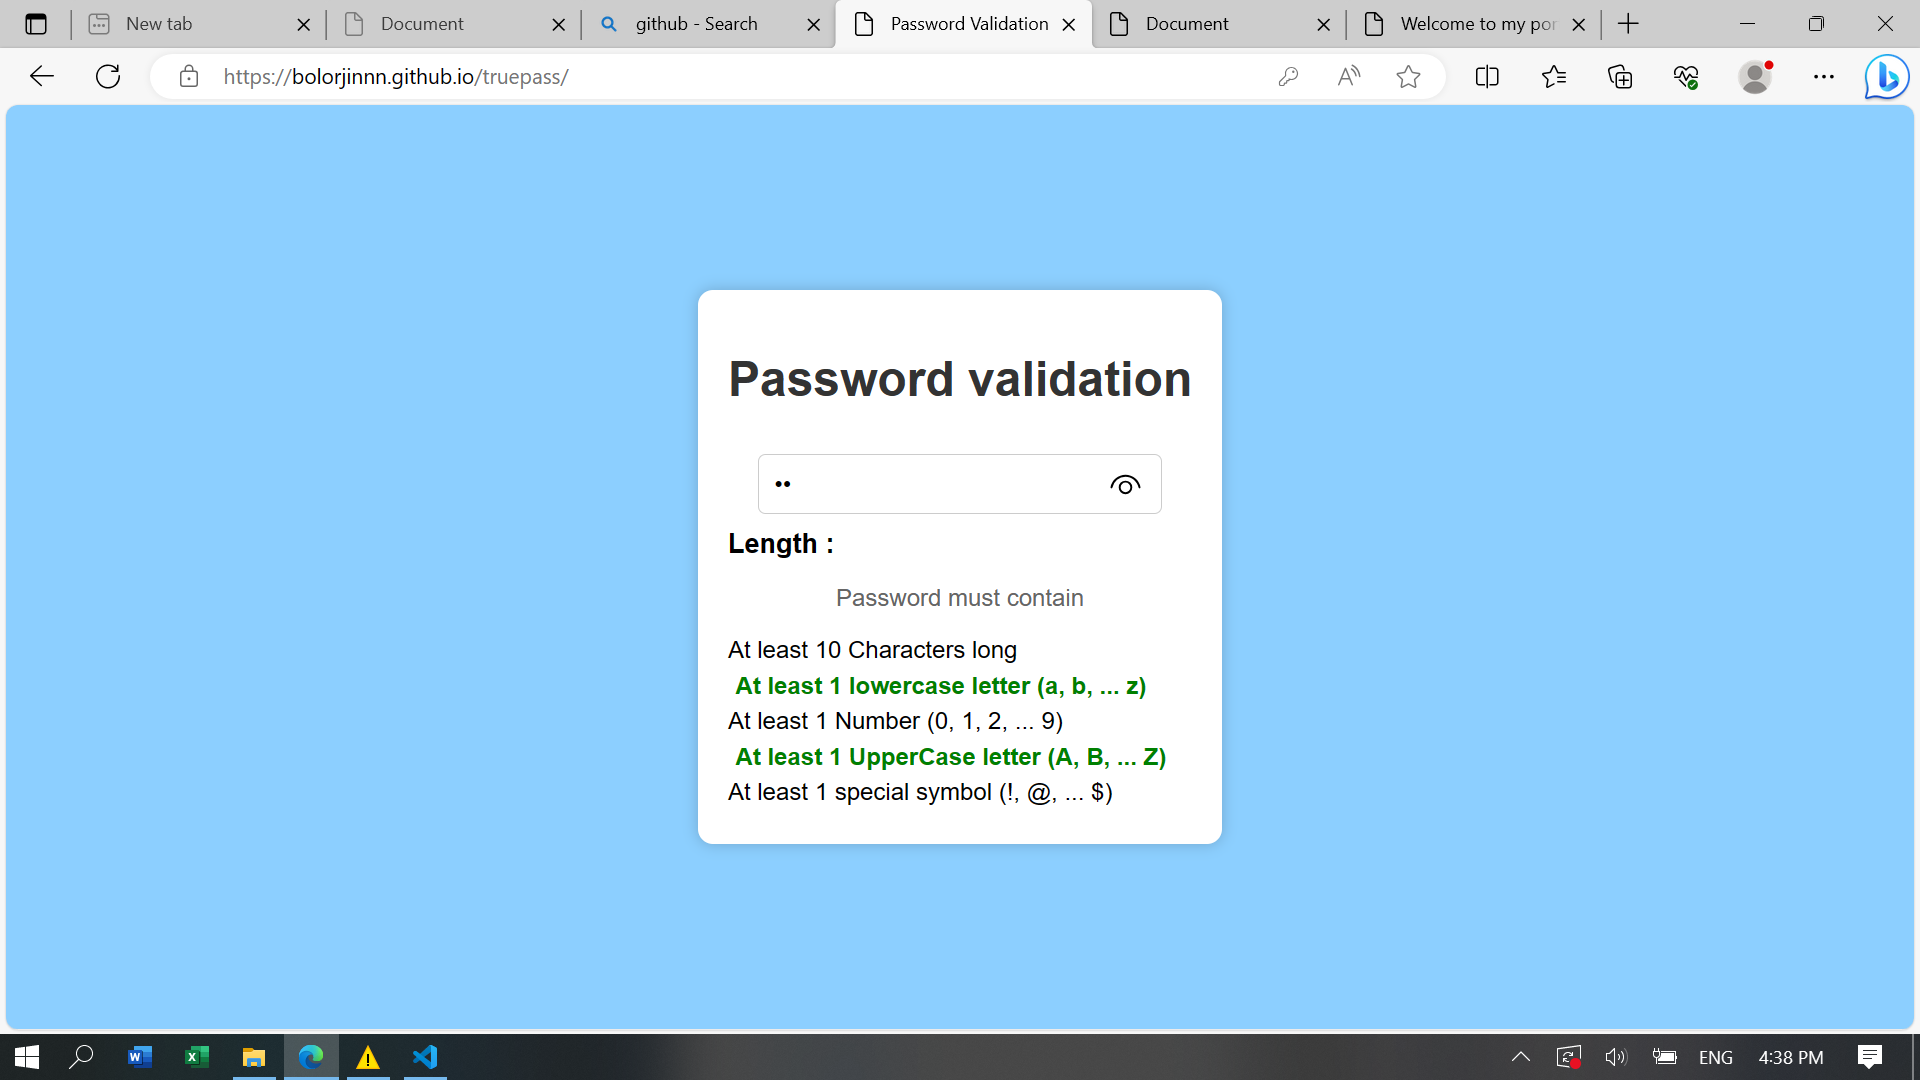 New tab
Document
github - Search
Password Validation
Document
Welcome to my por
https://bolorjinnn.github.io/truepass/
Password validation
••
Length :
Password must contain
At least 10 Characters long
At least 1 lowercase letter (a, b, ... z)
At least 1 Number (0, 1, 2, ... 9)
At least 1 UpperCase letter (A, B, ... Z)
At least 1 special symbol (!, @, ... $)
ENG
4:38 PM